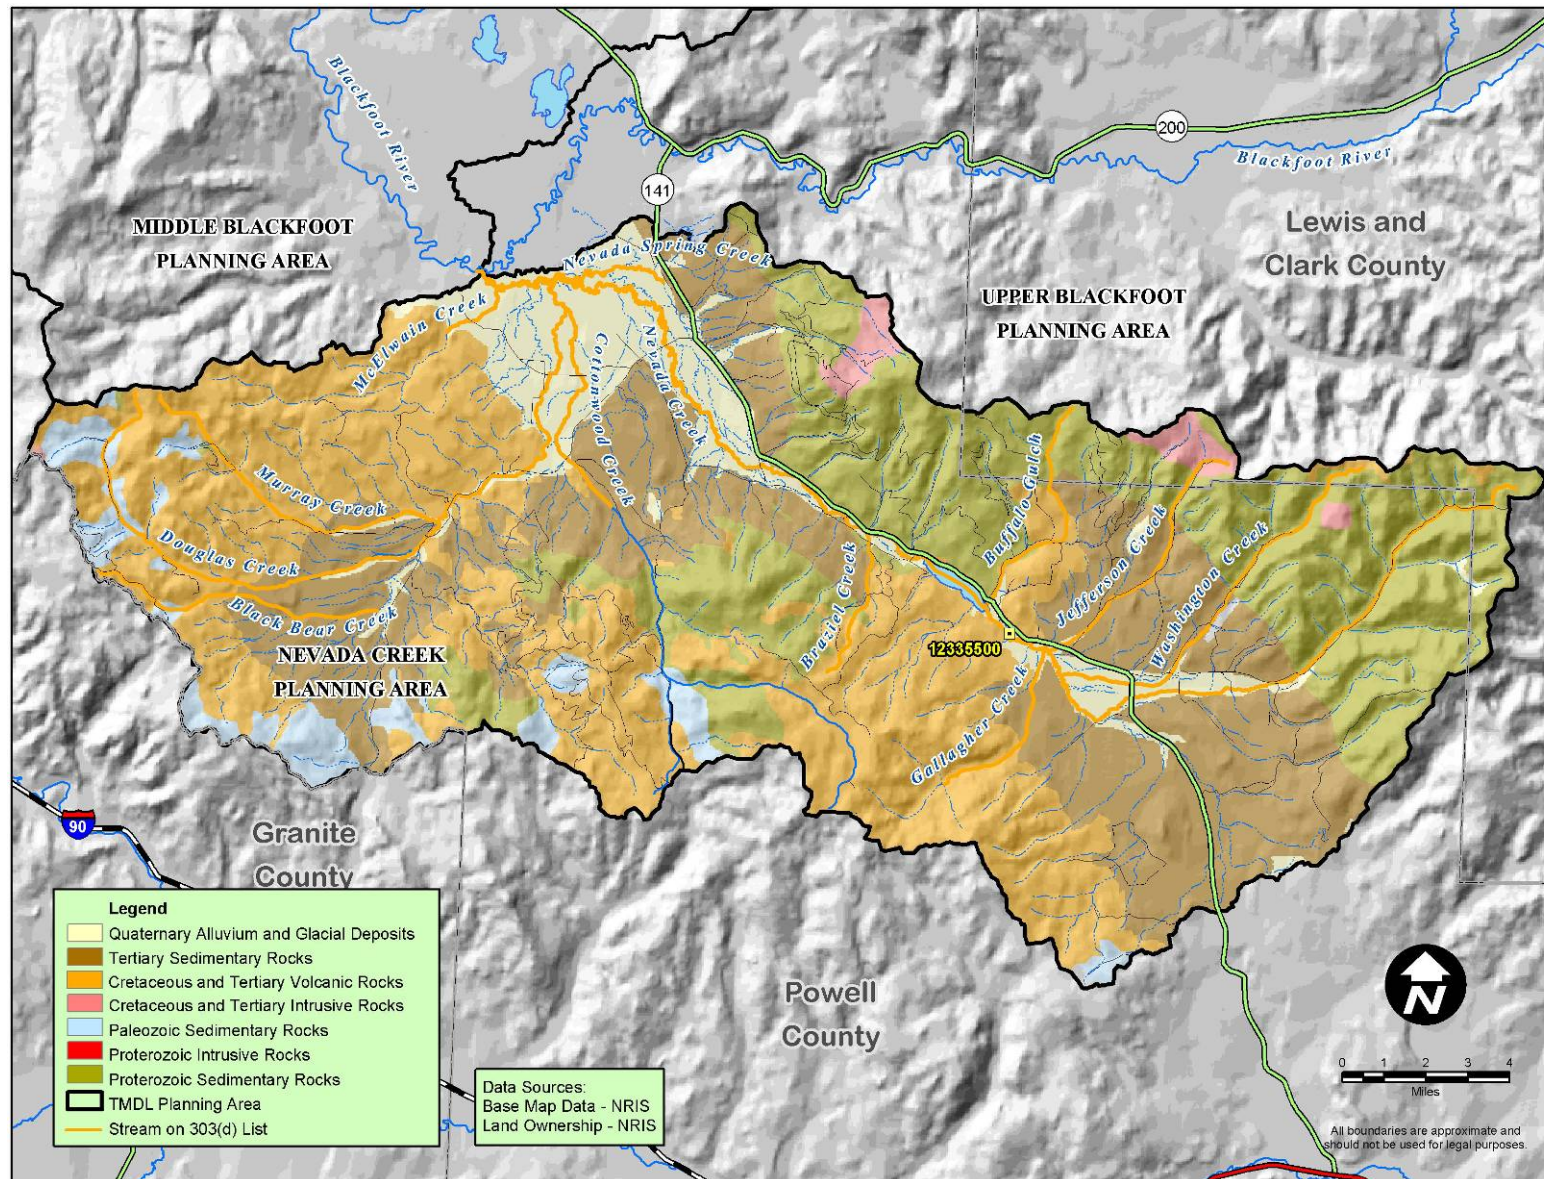 Blackfoot River
200
Blackfoot River
141
MIDDLE BLACKFOOT
PLANNING AREA
Lewis and
Clark County
Nevada Spring Creek
UPPER BLACKFOOT
PLANNING AREA
McElwain Creek
Nevada Creek
Cottonwood Creek
Buffalo Gulch
Murray Creek
Jefferson Creek
Washington Creek
Douglas Creek
Braziel Creek
Black Bear Creek
12335500
NEVADA CREEK
PLANNING AREA
Gallagher Creek
90
Granite
County
Powell
County
N
Legend
Quaternary Alluvium and Glacial Deposits
Tertiary Sedimentary Rocks
Cretaceous and Tertiary Volcanic Rocks
Cretaceous and Tertiary Intrusive Rocks
Paleozoic Sedimentary Rocks
Proterozoic Intrusive Rocks
Proterozoic Sedimentary Rocks
TMDL Planning Area
Stream on 303(d) List
Data Sources:
Base Map Data - NRIS
Land Ownership - NRIS
0 1 2 3 4
Miles
All boundaries are approximate and
should not be used for legal purposes.